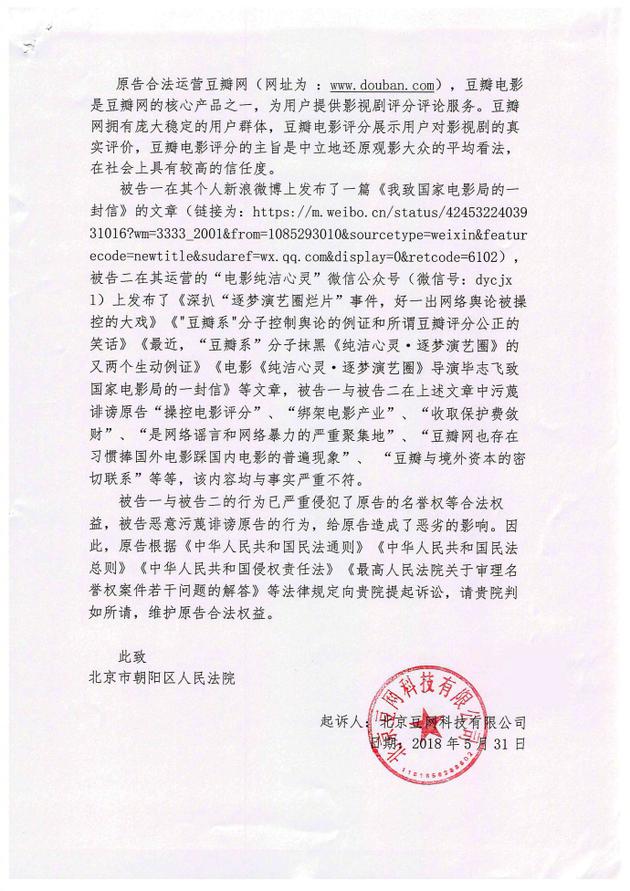 原告合法运营豆瓣网（网址为 ：www.douban.com），豆瓣电影
是豆瓣网的核心产品之一，为用户提供影视剧评分评论服务。豆瓣
网拥有庞大稳定的用户群体，豆瓣电影评分展示用户对影视剧的真
实评价，豆瓣电影评分的主旨是中立地还原观影大众的平均看法，
在社会上具有较高的信任度。
被告一在其个人新浪微博上发布了一篇《我致国家电影局的一
封信》的文章（链接为：https://m.weibo.cn/status/42453224039
31016?wm=3333_2001&from=1085293010&sourcetype=weixin&featur
ecode=newtitle&sudaref=wx.qq.com&display=0&retcode=6102），
被告二在其运营的“电影纯洁心灵”微信公众号（微信号：dycjx
l）上发布了《深扒“逐梦演艺圈烂片”事件，好一出网络舆论被操
控的大戏》《"豆瓣系"分子控制舆论的例证和所谓豆瓣评分公正的
笑话》《最近，“豆瓣系”分子抹黑《纯洁心灵·逐梦演艺圈》的
又两个生动例证》《电影《纯洁心灵·逐梦演艺圈》导演毕志飞致
国家电影局的一封信》等文章，被告一与被告二在上述文章中污蔑
诽谤原告“操控电影评分”、“绑架电影产业”、“收取保护费敛
财”、“是网络谣言和网络暴力的严重聚集地”、“豆瓣网也存在
习惯捧国外电影踩国内电影的普遍现象”、 “豆瓣与境外资本的密
切联系”等等，该内容均与事实严重不符。
被告一与被告二的行为已严重侵犯了原告的名誉权等合法权
益，被告恶意污蔑诽谤原告的行为，给原告造成了恶劣的影响。因
此，原告根据《中华人民共和国民法通则》《中华人民共和国民法
总则》《中华人民共和国侵权责任法》《最高人民法院关于审理名
誉权案件若干问题的解答》等法律规定向贵院提起诉讼，请贵院判
如所请，维护原告合法权益。
此致
北京市朝阳区人民法院
起诉人：北京豆网科技有限公司
日期：2018 年 5 月 31 日
北京豆网科技有限公司